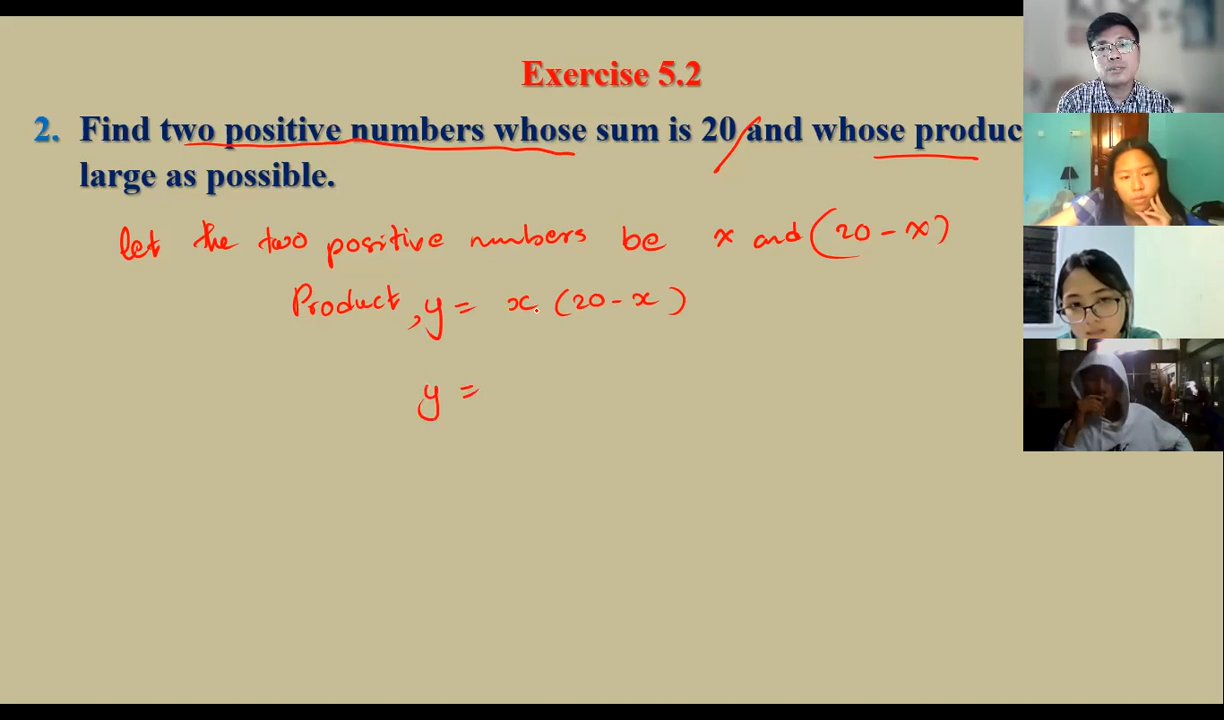 Exercise 5.2
2. Find two positive numbers whose sum is 20 and whose produc
large as possible.
let the two positive numbers be x and (20 - x)
Product, y = x. (20 - x)
y =